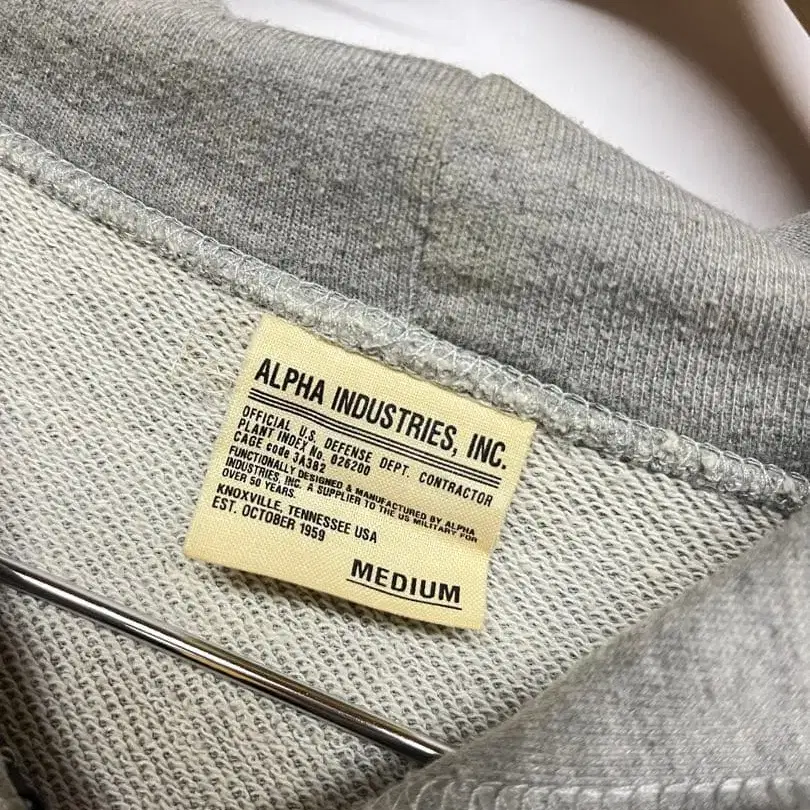 ALPHA INDUSTRIES, INC.
OFFICIAL U.S. DEFENSE DEPT. CONTRACTOR
PLANT INDEX No. 026200
CAGE code 3A382
FUNCTIONALLY DESIGNED & MANUFACTURED BY ALPHA
INDUSTRIES, INC. A SUPPLIER TO THE US MILITARY FOR
OVER 50 YEARS.
KNOXVILLE, TENNESSEE USA
EST. OCTOBER 1959
MEDIUM